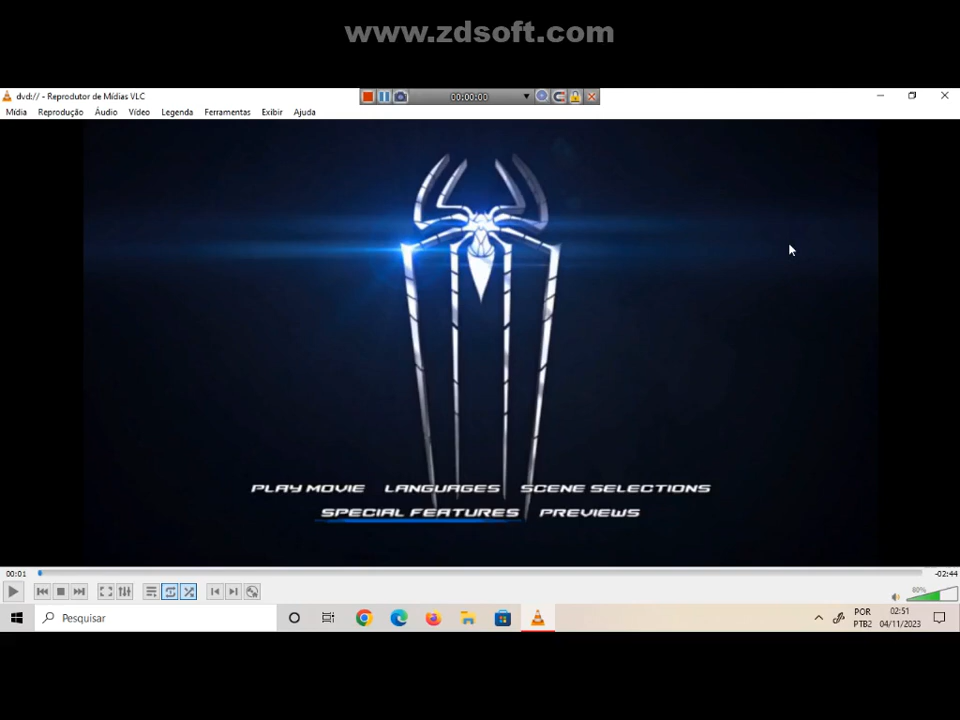 www.zdsoft.com
dvd:// - Reprodutor de Mídias VLC
00:00:00
Mídia Reprodução Áudio Vídeo Legenda Ferramentas Exibir Ajuda
PLAY MOVIE LANGUAGES SCENE SELECTIONS
SPECIAL FEATURES PREVIEWS
00:01 -02:44
80%
Pesquisar
POR 02:51
PTB2 04/11/2023